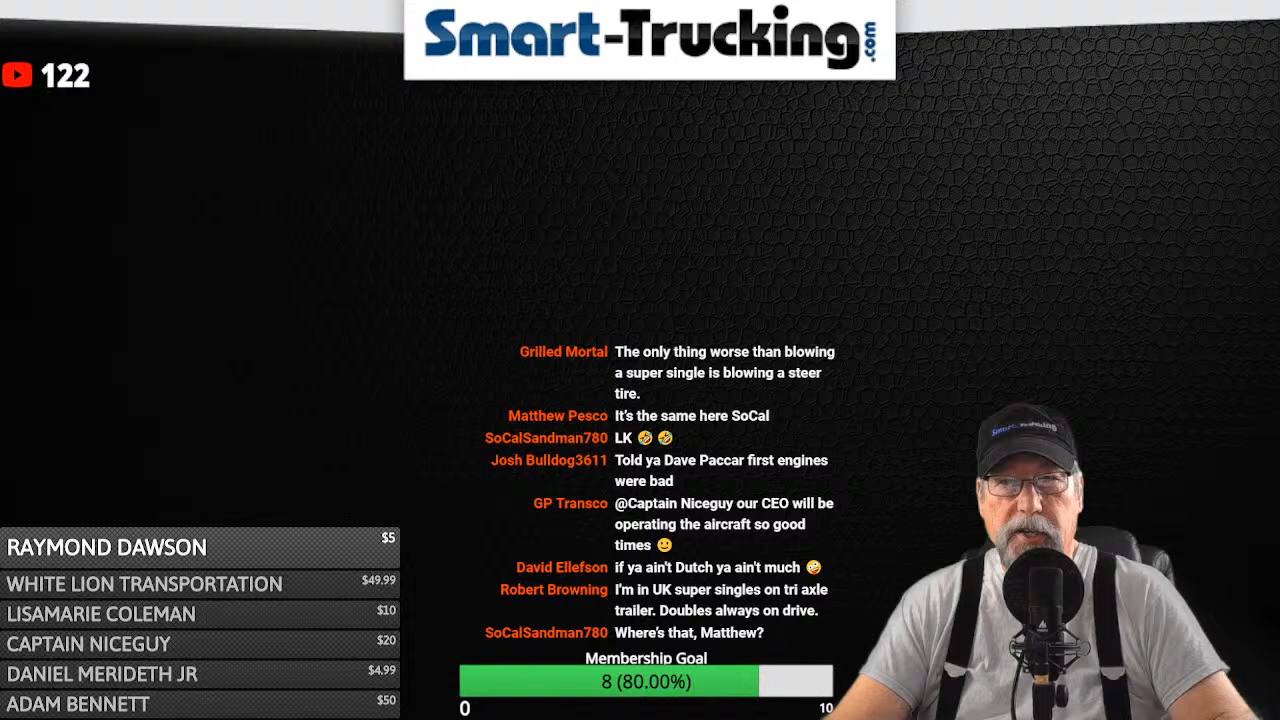 Smart-Trucking.com
122
Grilled Mortal The only thing worse than blowing
a super single is blowing a steer
tire.
Matthew Pesco It's the same here SoCal
SoCalSandman780 LK 🤣 🤣
Josh Bulldog3611 Told ya Dave Paccar first engines
were bad
GP Transco @Captain Niceguy our CEO will be
operating the aircraft so good
times 🙂
David Ellefson if ya ain't Dutch ya ain't much 🤪
Robert Browning I'm in UK super singles on tri axle
trailer. Doubles always on drive.
SoCalSandman780 Where's that, Matthew?
Membership Goal
8 (80.00%)
0 10
RAYMOND DAWSON $5
WHITE LION TRANSPORTATION $49.99
LISAMARIE COLEMAN $10
CAPTAIN NICEGUY $20
DANIEL MERIDETH JR $4.99
ADAM BENNETT $50
Smart-Trucking